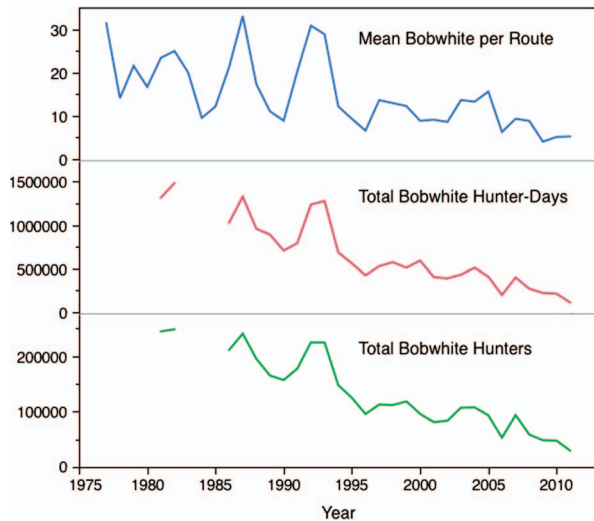 30
Mean Bobwhite per Route
20
10
0
1500000
Total Bobwhite Hunter-Days
1000000
500000
0
Total Bobwhite Hunters
200000
100000
0
1975 1980 1985 1990 1995 2000 2005 2010
Year